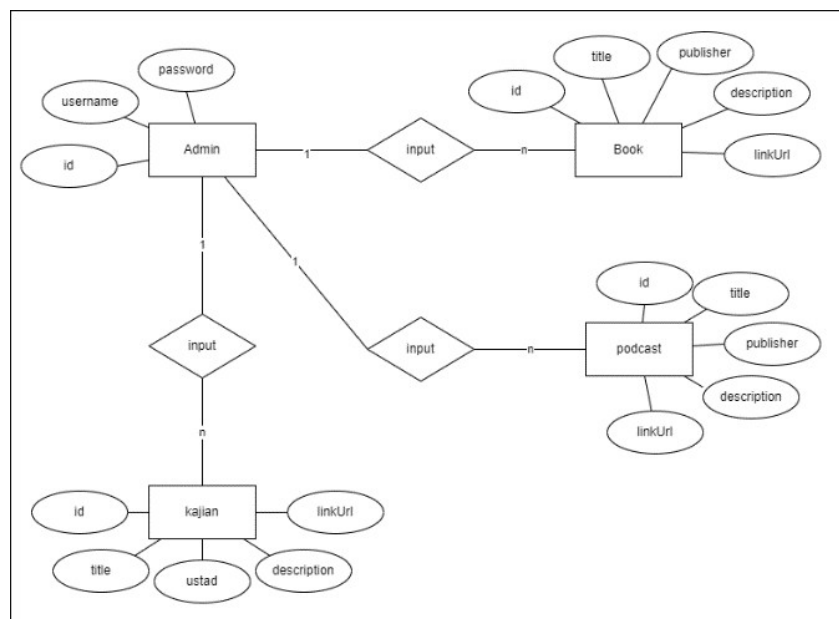 password
username
id
Admin
1
input
n
Book
id
title
publisher
description
linkUrl
1
input
n
podcast
id
title
publisher
description
linkUrl
1
input
n
kajian
id
title
ustad
description
linkUrl